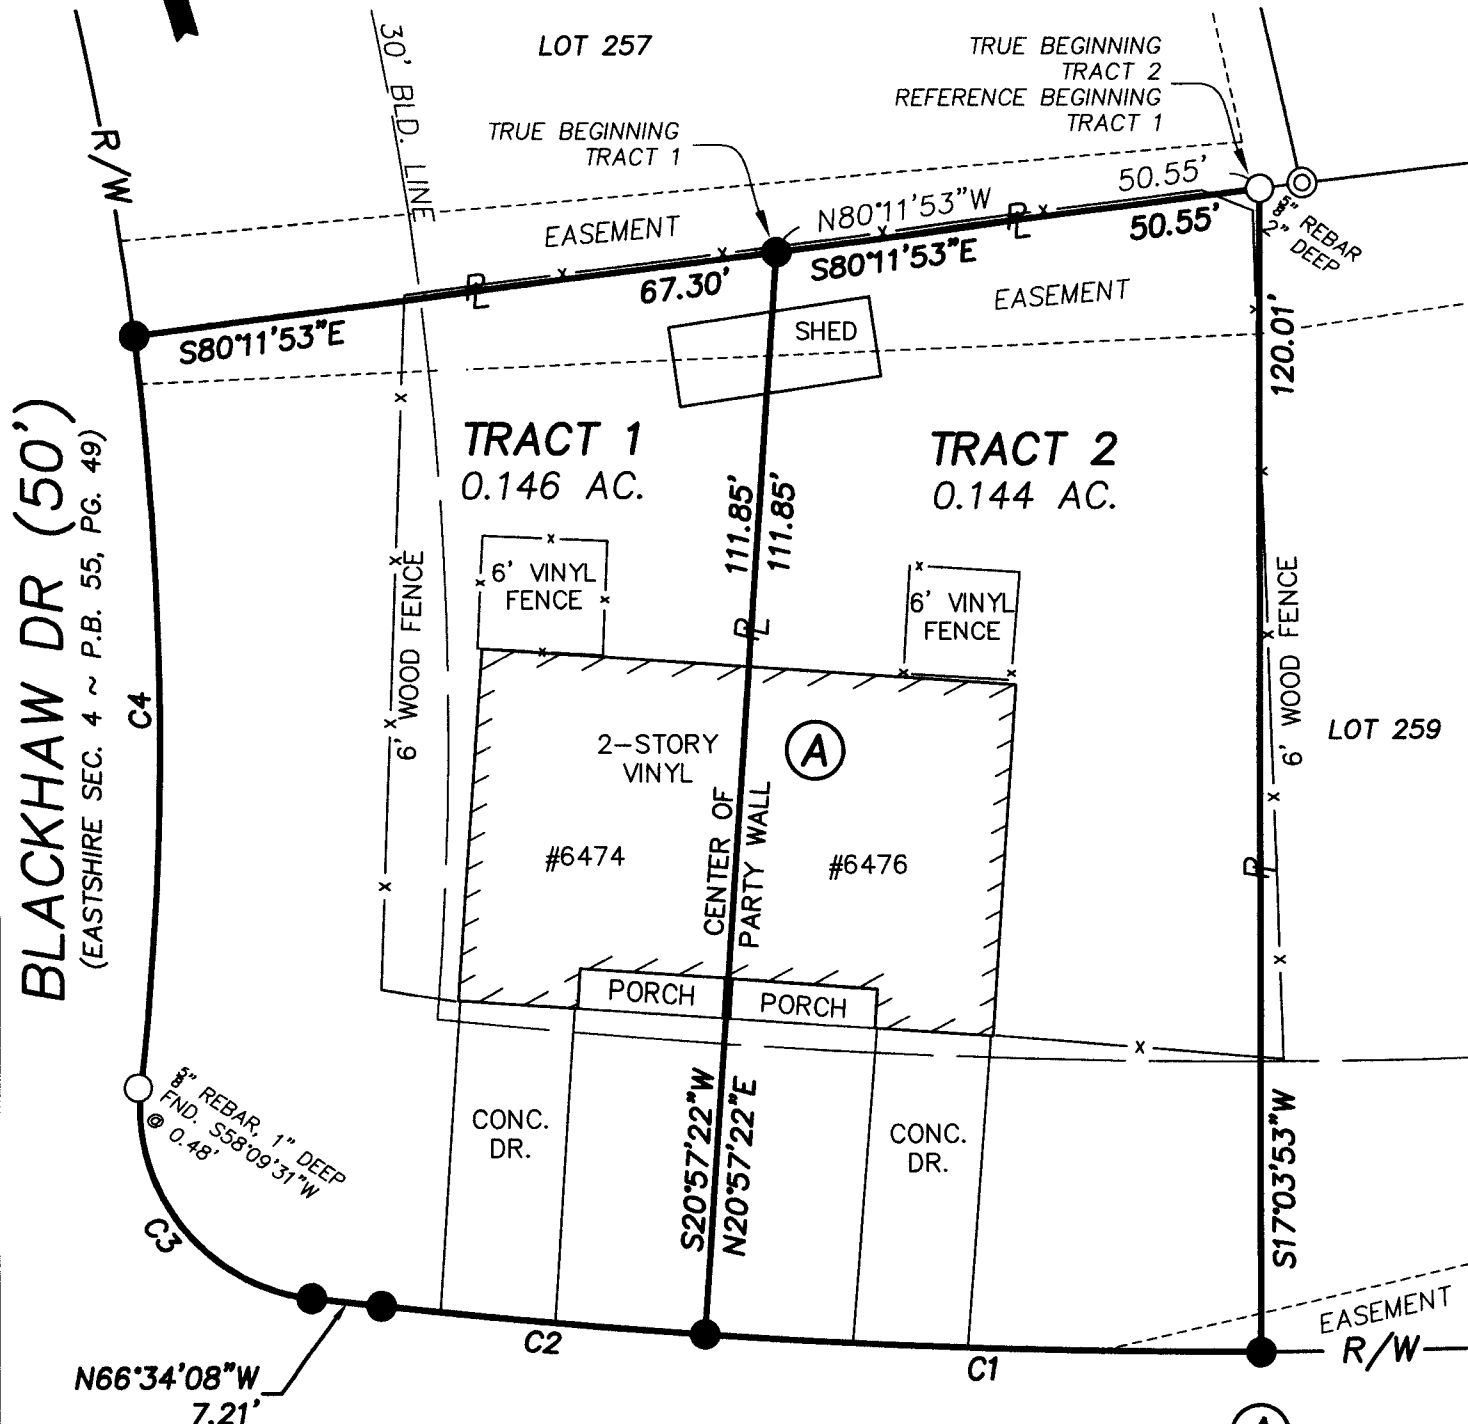 LOT 257
30' BLD. LINE
R/W
TRUE BEGINNING
TRACT 2
REFERENCE BEGINNING
TRACT 1
TRUE BEGINNING
TRACT 1
EASEMENT
N80°11'53"W
50.55'
S80°11'53"E
50.55'
67.30'
S80°11'53"E
5/8" REBAR
2" DEEP
EASEMENT
SHED
120.01'
TRACT 1
0.146 AC.
TRACT 2
0.144 AC.
111.85'
111.85'
BLACKHAW DR (50')
(EASTSHIRE SEC. 4 ~ P.B. 55, PG. 49)
C4
6' WOOD FENCE
6' VINYL
FENCE
6' VINYL
FENCE
6' WOOD FENCE
LOT 259
2-STORY
VINYL
A
#6474
#6476
CENTER OF
PARTY WALL
PORCH
PORCH
5/8" REBAR, 1" DEEP
FND. S58°09'31"W
@ 0.48'
CONC.
DR.
CONC.
DR.
S20°57'22"W
N20°57'22"E
S17°03'53"W
C3
C2
C1
EASEMENT
R/W
N66°34'08"W
7.21'